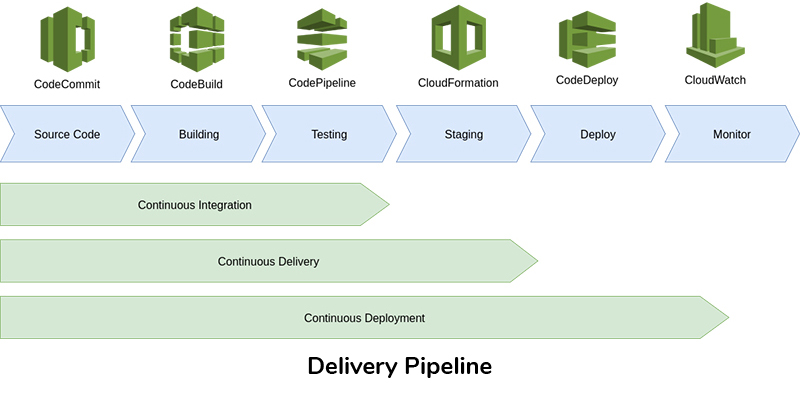 CodeCommit
CodeBuild
CodePipeline
CloudFormation
CodeDeploy
CloudWatch
Source Code
Building
Testing
Staging
Deploy
Monitor
Continuous Integration
Continuous Delivery
Continuous Deployment
Delivery Pipeline